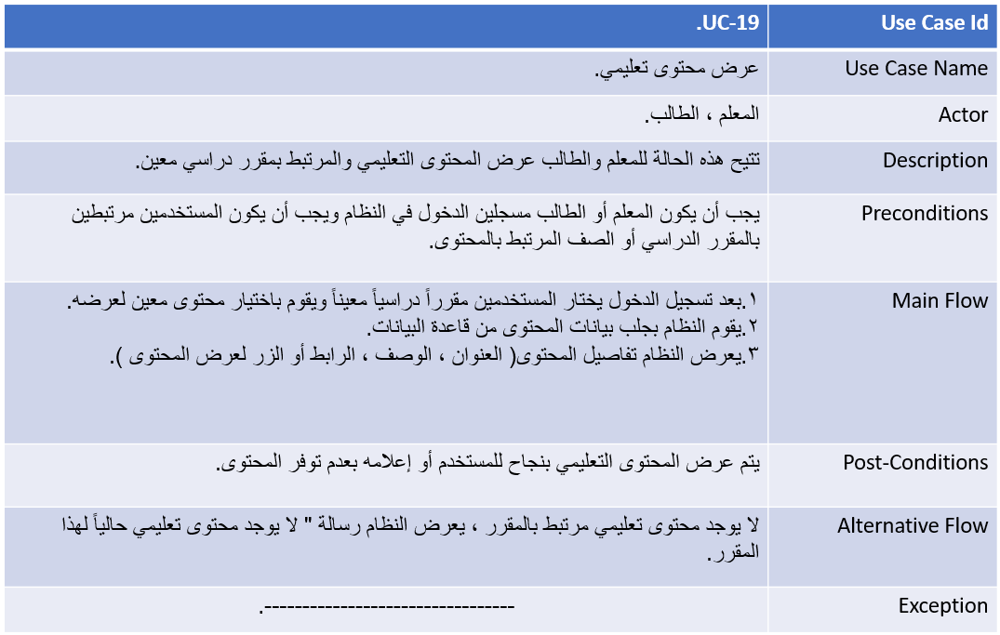 Use Case Id UC-19.
Use Case Name عرض محتوى تعليمي.
Actor المعلم ، الطالب.
Description تتيح هذه الحالة للمعلم والطالب عرض المحتوى التعليمي والمرتبط بمقرر دراسي معين.
Preconditions يجب أن يكون المعلم أو الطالب مسجلين الدخول في النظام ويجب أن يكون المستخدمين مرتبطين
بالمقرر الدراسي أو الصف المرتبط بالمحتوى.
Main Flow ١.بعد تسجيل الدخول يختار المستخدمين مقرراً دراسياً معيناً ويقوم باختيار محتوى معين لعرضه.
٢.يقوم النظام بجلب بيانات المحتوى من قاعدة البيانات.
٣.يعرض النظام تفاصيل المحتوى( العنوان ، الوصف ، الرابط أو الزر لعرض المحتوى ).
Post-Conditions يتم عرض المحتوى التعليمي بنجاح للمستخدم أو إعلامه بعدم توفر المحتوى.
Alternative Flow لا يوجد محتوى تعليمي مرتبط بالمقرر ، يعرض النظام رسالة " لا يوجد محتوى تعليمي حالياً لهذا
المقرر.
Exception ---------------------------------.